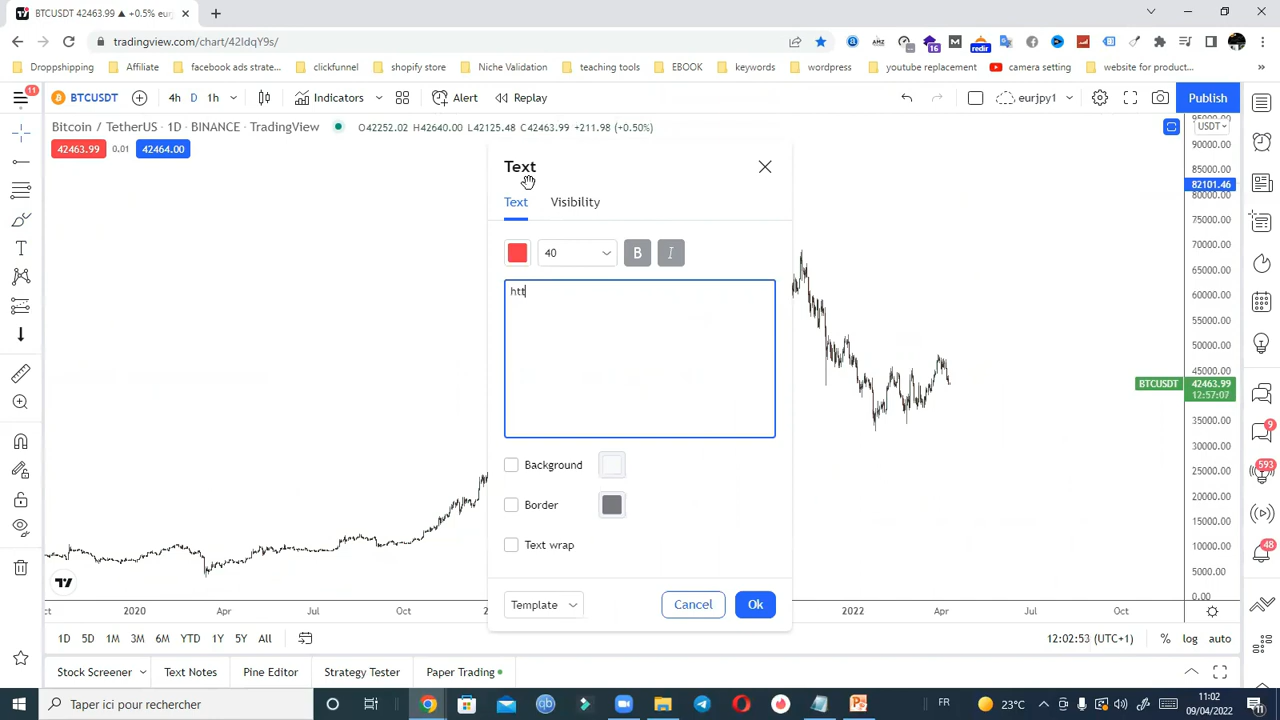 BTCUSDT 42463.99 ▲ +0.5% eurj
tradingview.com/chart/42IdqY9s/
16
redir
Dropshipping Affiliate facebook ads strate... clickfunnel shopify store Niche Validation teaching tools EBOOK keywords wordpress youtube replacement camera setting website for product...
11
BTCUSDT 4h D 1h Indicators Alert Replay eurjpy1 Publish
Bitcoin / TetherUS · 1D · BINANCE · TradingView O42252.02 H42640.00 L42125.48 C42463.99 +211.98 (+0.50%)
42463.99 0.01 42464.00
95000.00
USDT
90000.00
85000.00
82101.46
80000.00
75000.00
70000.00
65000.00
60000.00
55000.00
50000.00
45000.00
BTCUSDT 42463.99
12:57:07
35000.00
30000.00
25000.00
20000.00
15000.00
10000.00
5000.00
0.00
Text
Text Visibility
40 B I
htt
Background
Border
Text wrap
Template Cancel Ok
9
593
48
2020 Apr Jul Oct 2022 Apr Jul Oct
1D 5D 1M 3M 6M YTD 1Y 5Y All 12:02:53 (UTC+1) % log auto
Stock Screener Text Notes Pine Editor Strategy Tester Paper Trading
Taper ici pour rechercher FR 23°C 11:02
09/04/2022 11